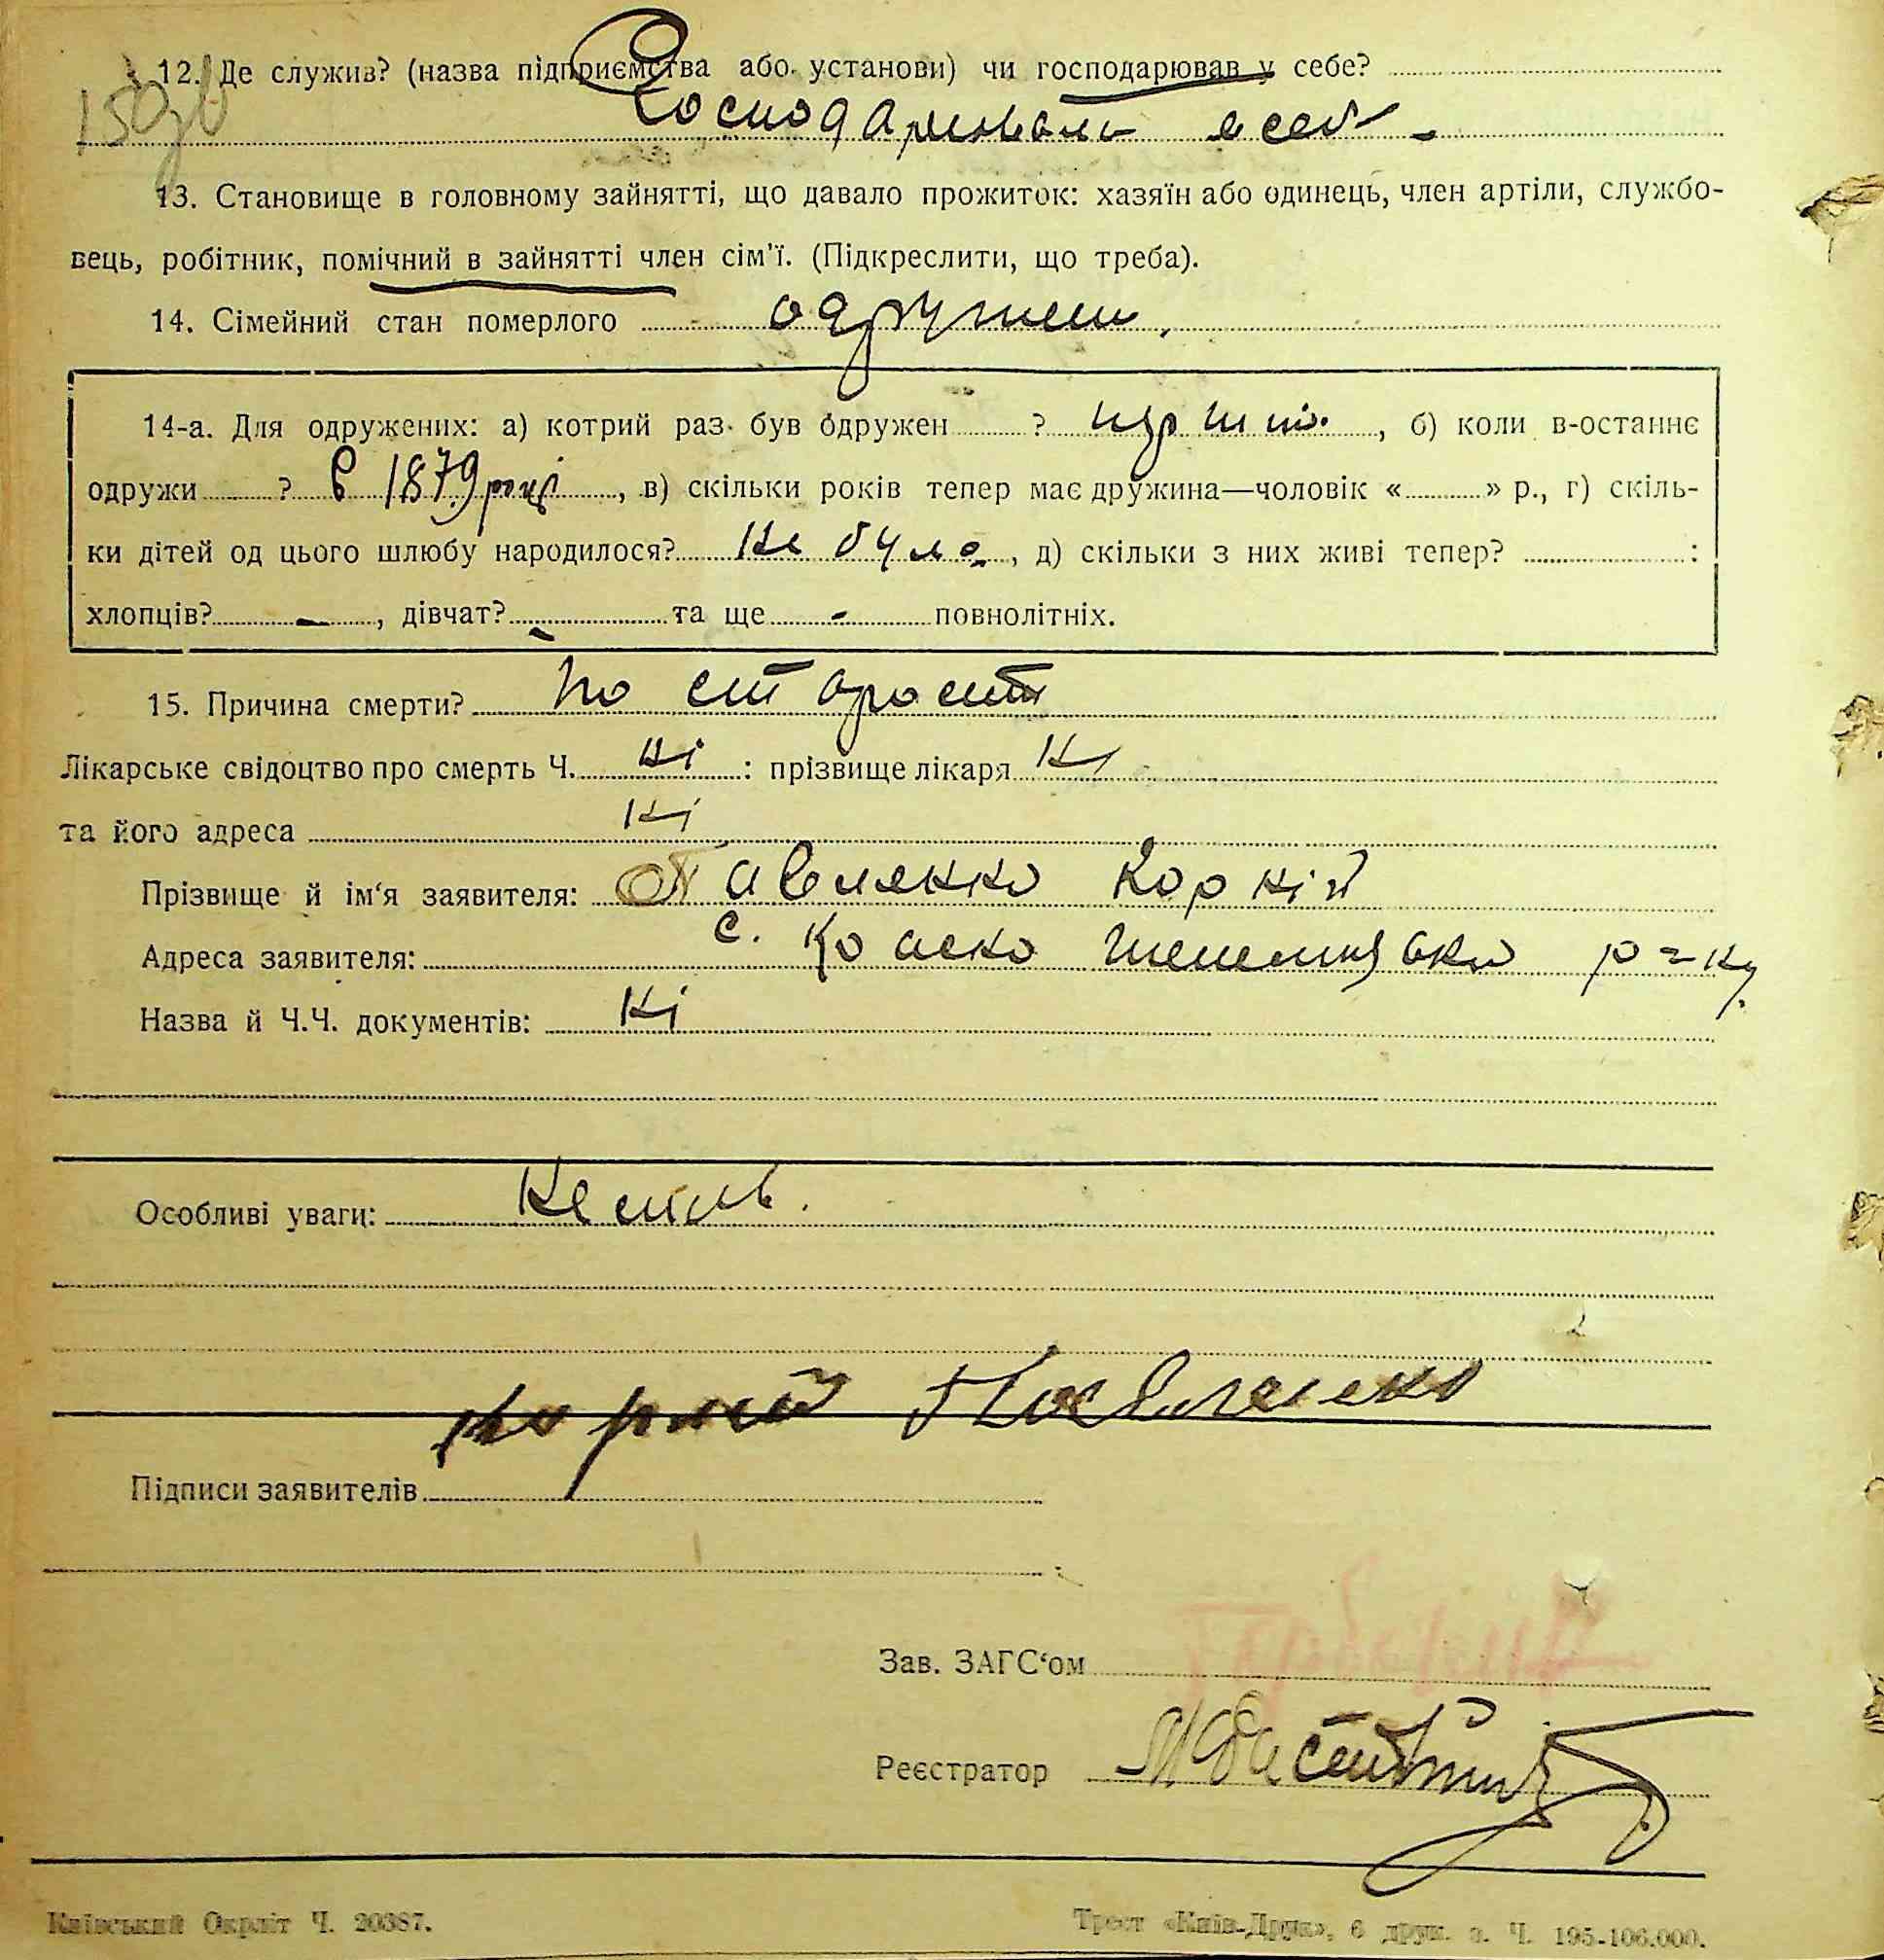 12. Де служив? (назва підприємства або установи) чи господарював у себе?
Господарювали в себе
13. Становище в головному зайнятті, що давало прожиток: хазяїн або одинець, член артіли, службо-
вець, робітник, помічний в зайнятті член сім'ї. (Підкреслити, що треба).
14. Сімейний стан померлого одружен
14-а. Для одружених: а) котрий раз був одружен ? перший, б) коли в-останнє
одружи ? в 1879 році, в) скільки років тепер має дружина—чоловік « » р., г) скіль-
ки дітей од цього шлюбу народилося? Не було, д) скільки з них живі тепер? :
хлопців? –, дівчат? – та ще - повнолітніх.
15. Причина смерти? по старости
Лікарське свідоцтво про смерть Ч. Ні : прізвище лікаря Ні
та його адреса Ні
Прізвище й ім'я заявителя: Павленко Корній
Адреса заявителя: с. р-ну
Назва й Ч.Ч. документів: Ні
Особливі уваги: Немає.
Корній Павленко
Підписи заявителів
Зав. ЗАГС'ом
Реєстратор
Київський Окрліт Ч. 20387.
Трест «Київ-Друк», 6 друк. з. Ч. 195-106.000.